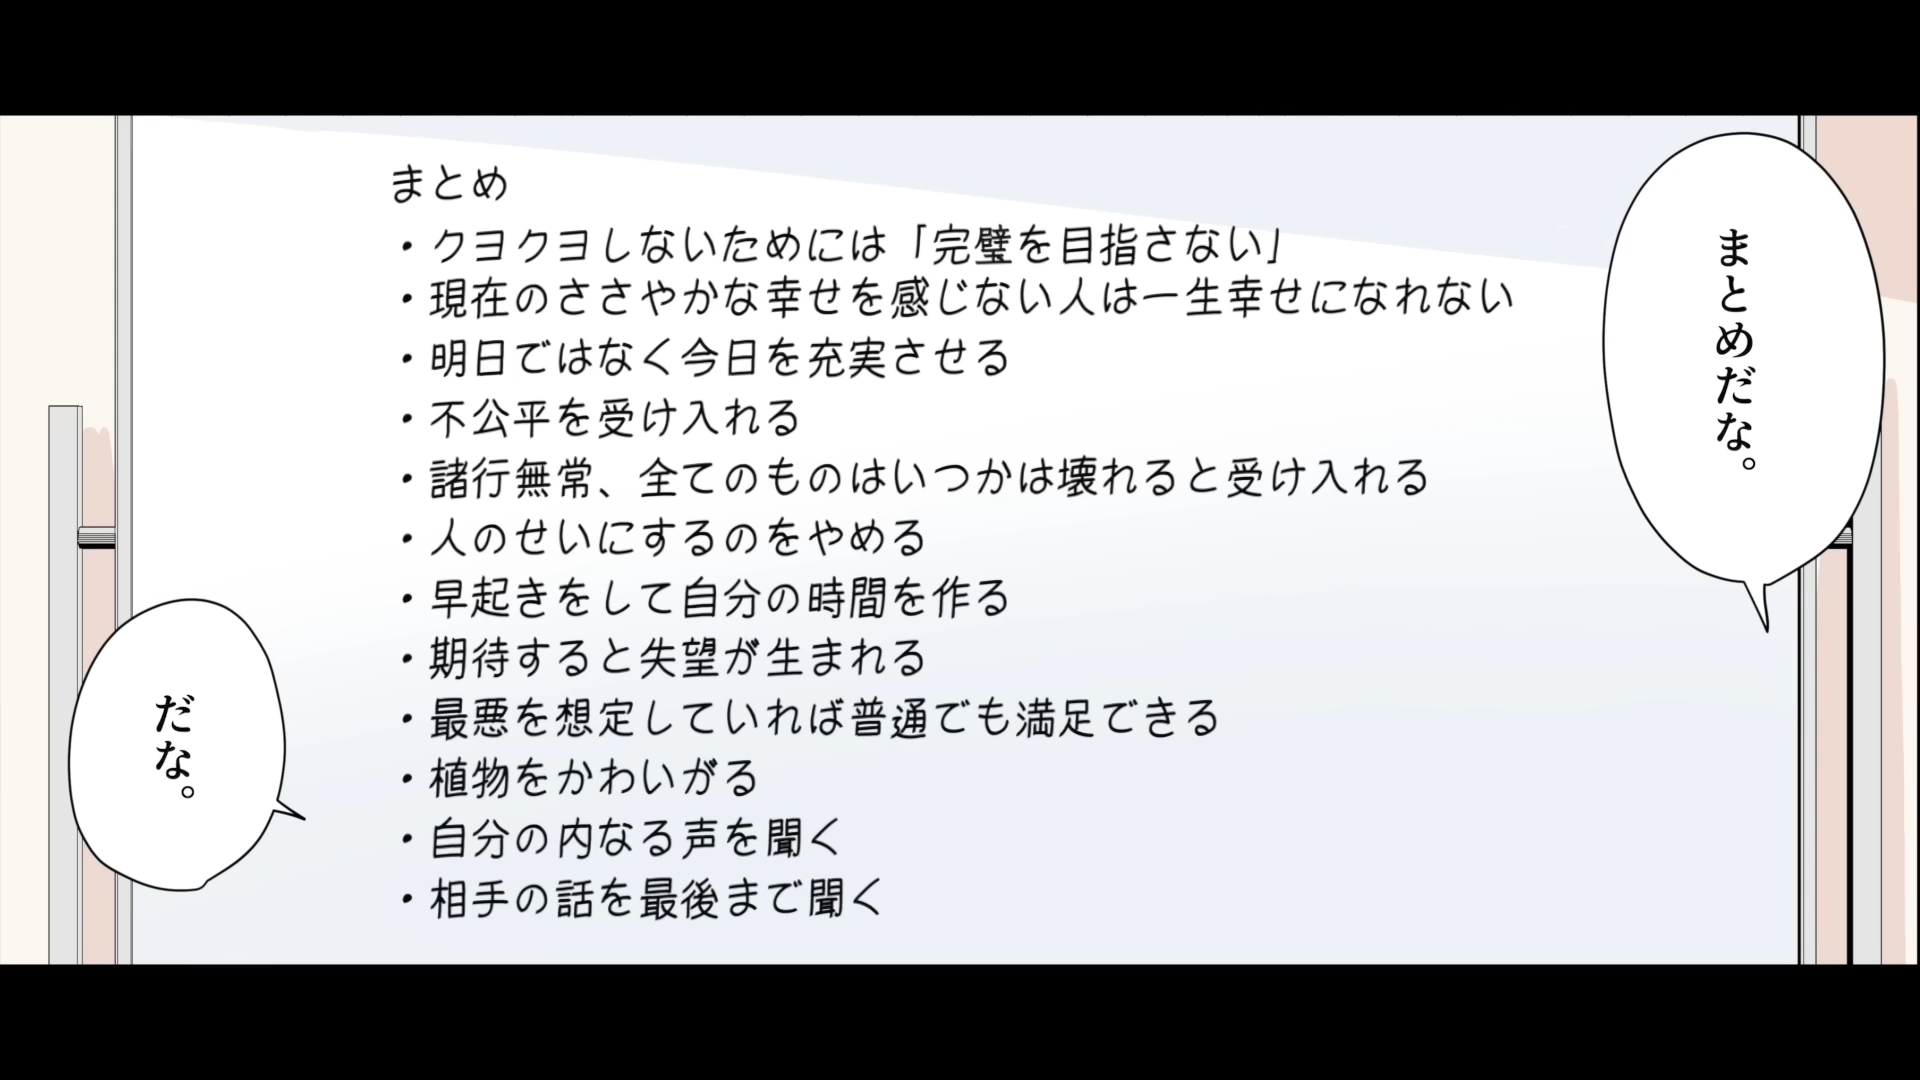 まとめだな。
まとめ
・クヨクヨしないためには「完璧を目指さない」
・現在のささやかな幸せを感じない人は一生幸せになれない
・明日ではなく今日を充実させる
・不公平を受け入れる
・諸行無常、全てのものはいつかは壊れると受け入れる
・人のせいにするのをやめる
・早起きをして自分の時間を作る
・期待すると失望が生まれる
・最悪を想定していれば普通でも満足できる
・植物をかわいがる
・自分の内なる声を聞く
・相手の話を最後まで聞く
だな。